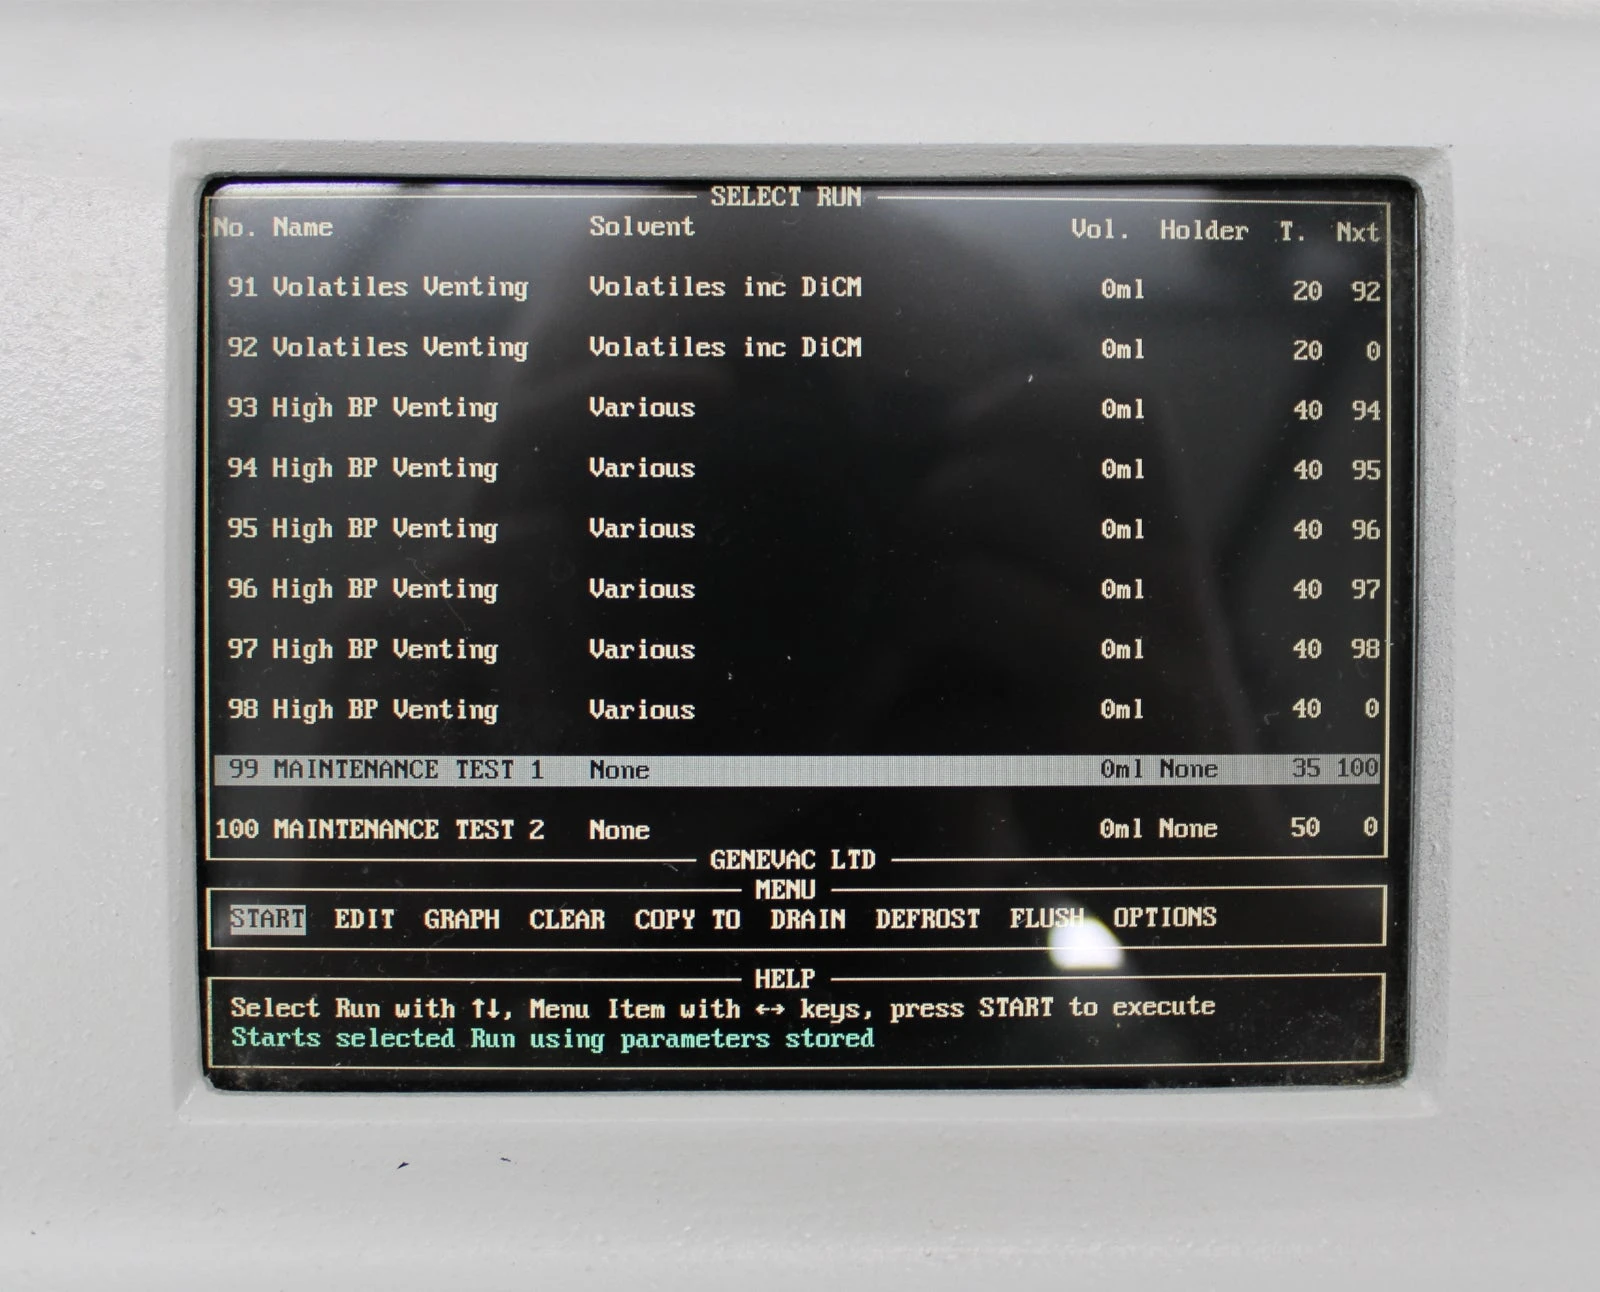 SELECT RUN
No. Name Solvent Vol. Holder T. Nxt
91 Volatiles Venting Volatiles inc DiCM 0ml 20 92
92 Volatiles Venting Volatiles inc DiCM 0ml 20 0
93 High BP Venting Various 0ml 40 94
94 High BP Venting Various 0ml 40 95
95 High BP Venting Various 0ml 40 96
96 High BP Venting Various 0ml 40 97
97 High BP Venting Various 0ml 40 98
98 High BP Venting Various 0ml 40 0
99 MAINTENANCE TEST 1 None 0ml None 35 100
100 MAINTENANCE TEST 2 None 0ml None 50 0
GENEVAC LTD
MENU
START EDIT GRAPH CLEAR COPY TO DRAIN DEFROST FLUSH OPTIONS
HELP
Select Run with ↑↓, Menu Item with ↔ keys, press START to execute
Starts selected Run using parameters stored